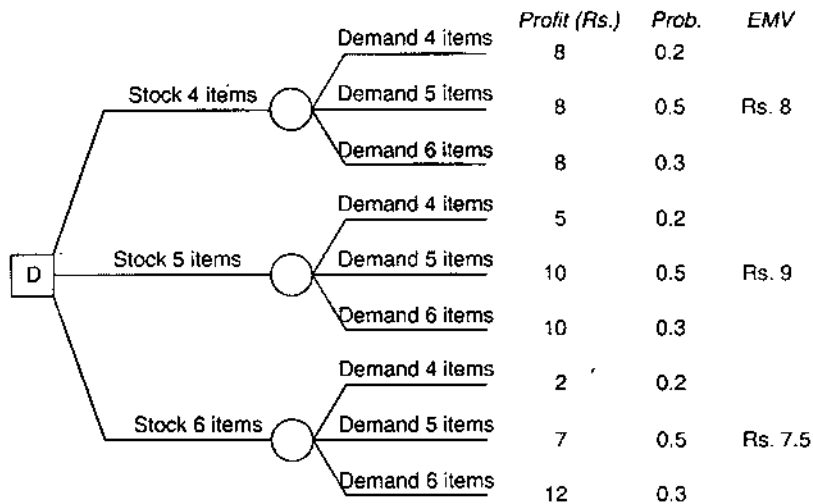 Profit (Rs.) Prob. EMV
Demand 4 items 8 0.2
Stock 4 items Demand 5 items 8 0.5 Rs. 8
Demand 6 items 8 0.3
Demand 4 items 5 0.2
D Stock 5 items Demand 5 items 10 0.5 Rs. 9
Demand 6 items 10 0.3
Demand 4 items 2 0.2
Stock 6 items Demand 5 items 7 0.5 Rs. 7.5
Demand 6 items 12 0.3